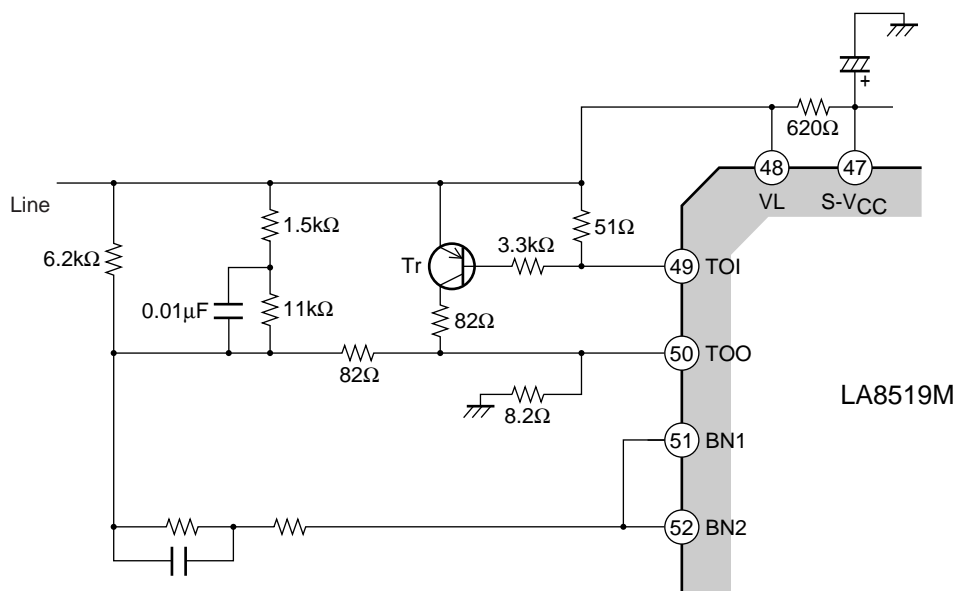 +
620Ω
48
47
VL
S-VCC
Line
1.5kΩ
51Ω
6.2kΩ
3.3kΩ
Tr
49
TOI
0.01μF
11kΩ
82Ω
50
TOO
82Ω
8.2Ω
LA8519M
51
BN1
52
BN2